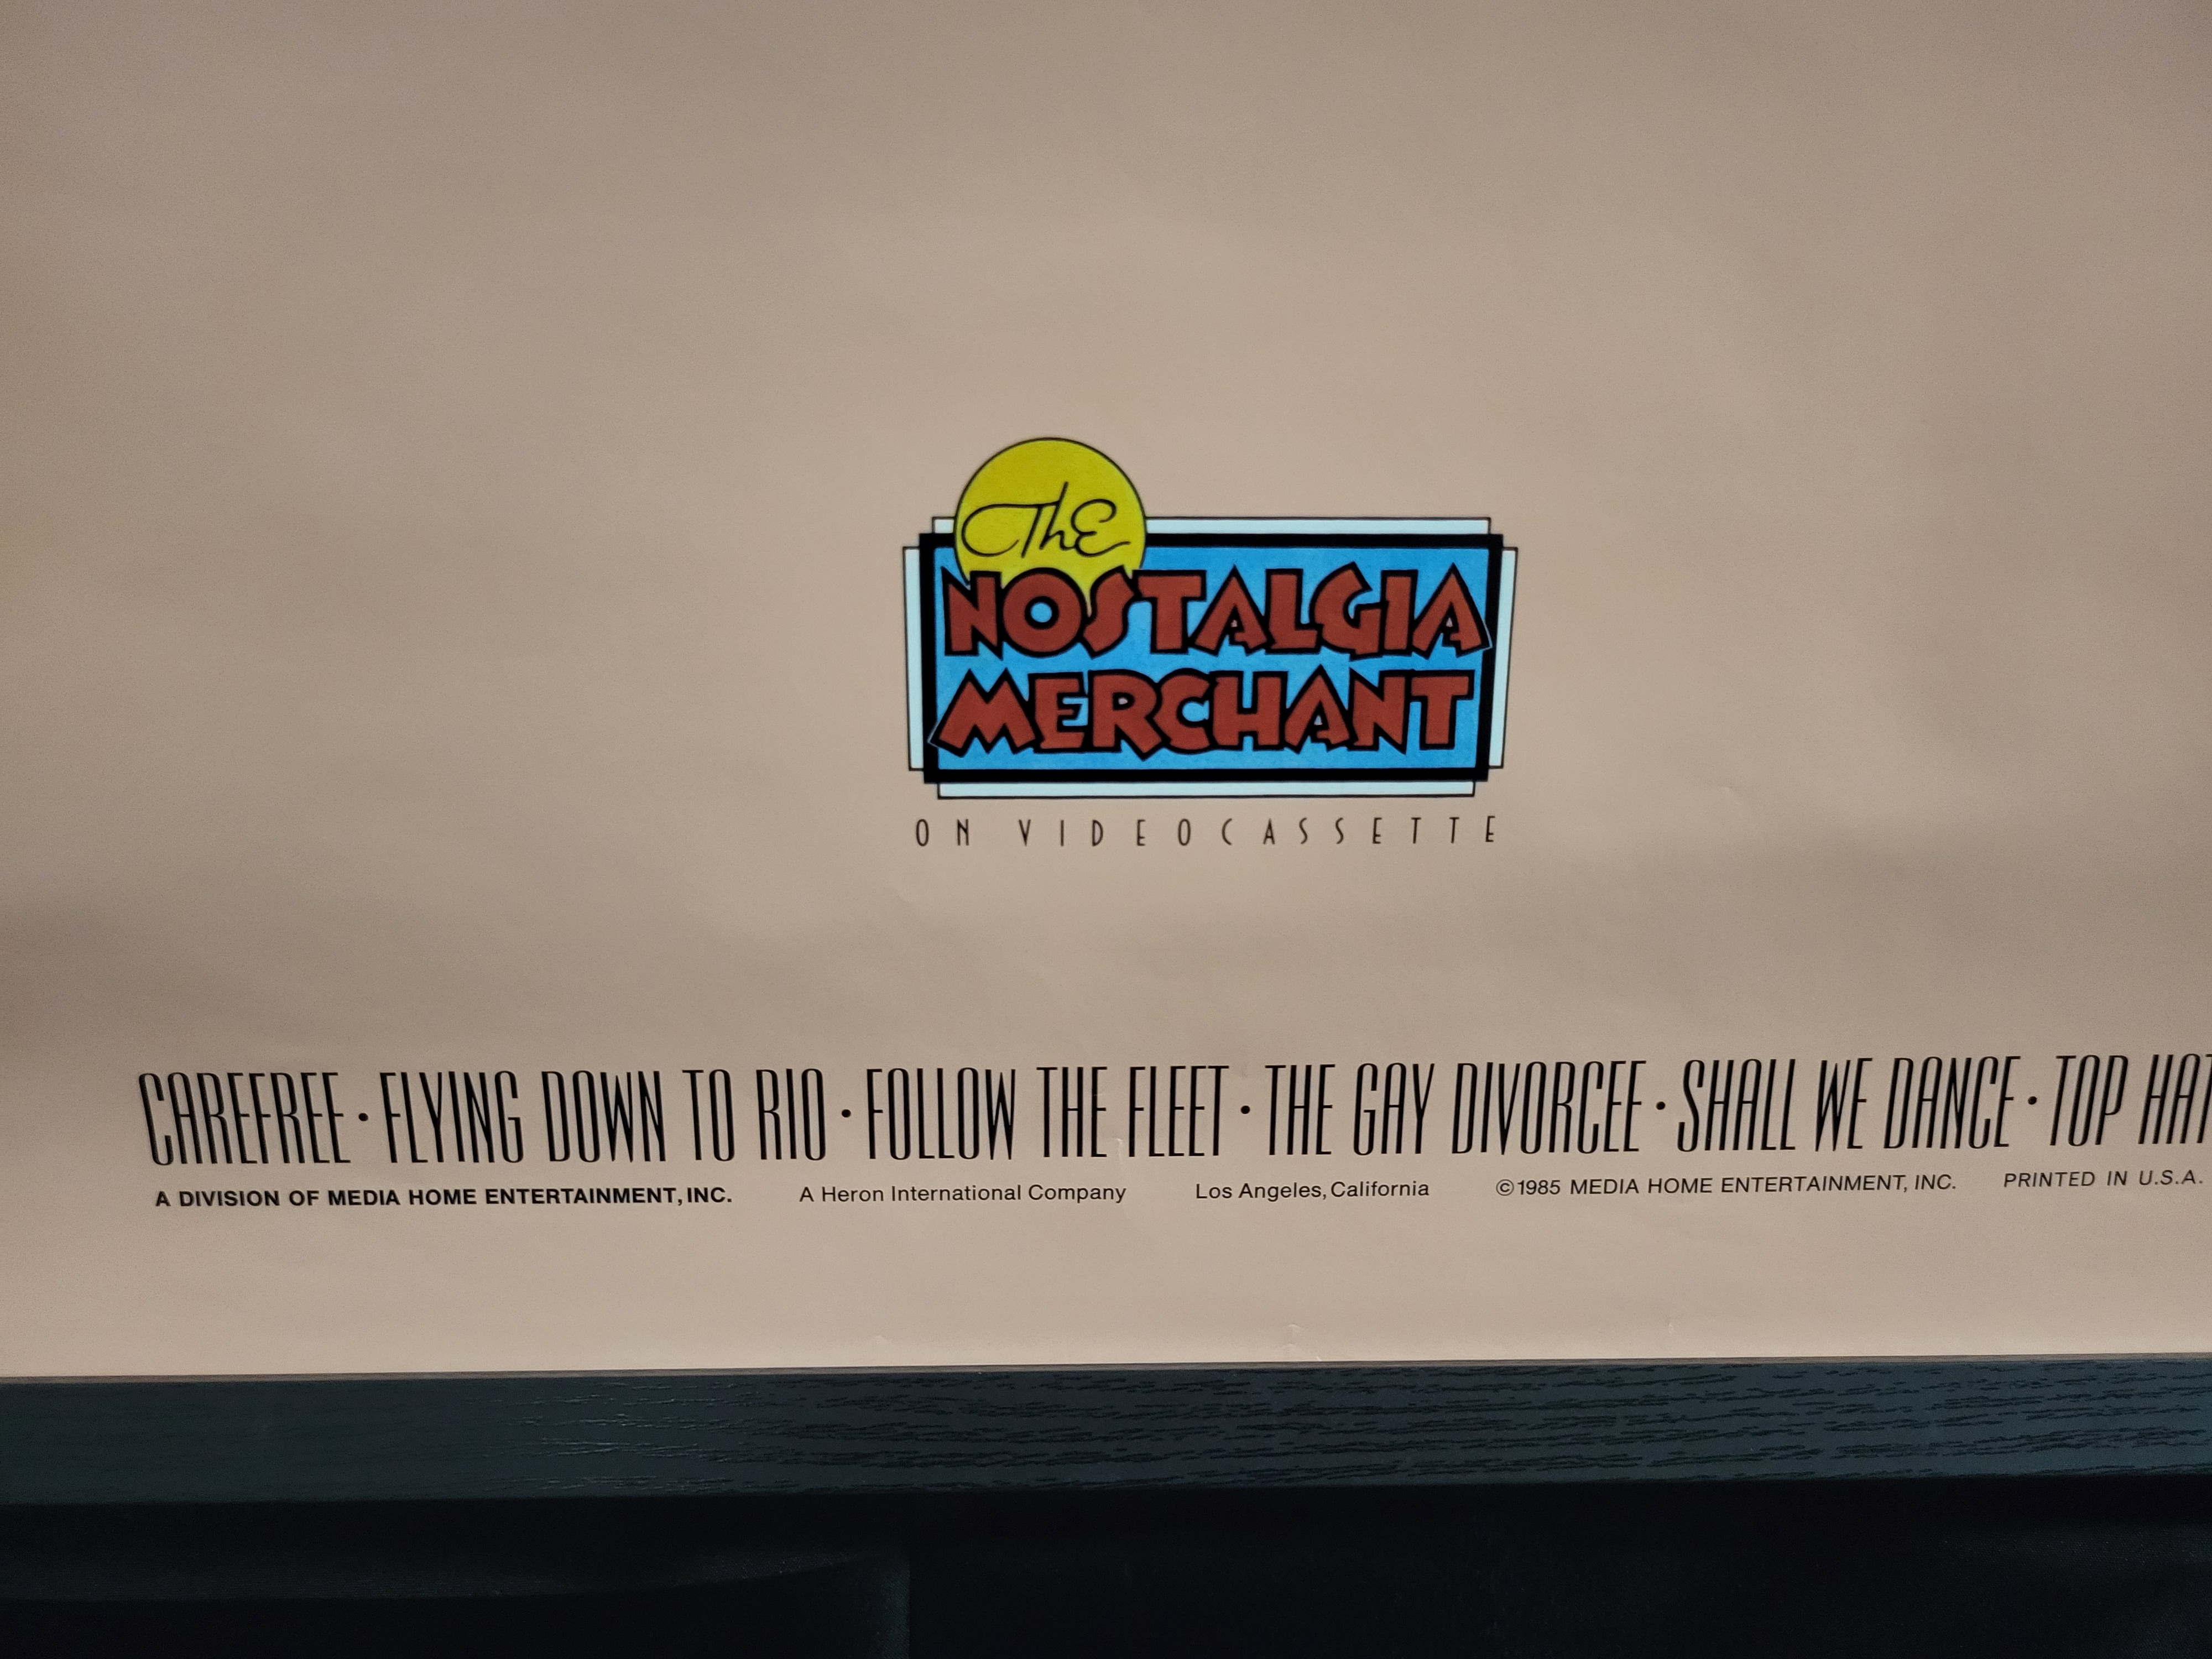 The
NOSTALGIA
MERCHANT
ON VIDEOCASSETTE
CAREFREE · FLYING DOWN TO RIO · FOLLOW THE FLEET · THE GAY DIVORCEE · SHALL WE DANCE · TOP HAT
A DIVISION OF MEDIA HOME ENTERTAINMENT, INC. A Heron International Company Los Angeles, California ©1985 MEDIA HOME ENTERTAINMENT, INC. PRINTED IN U.S.A.